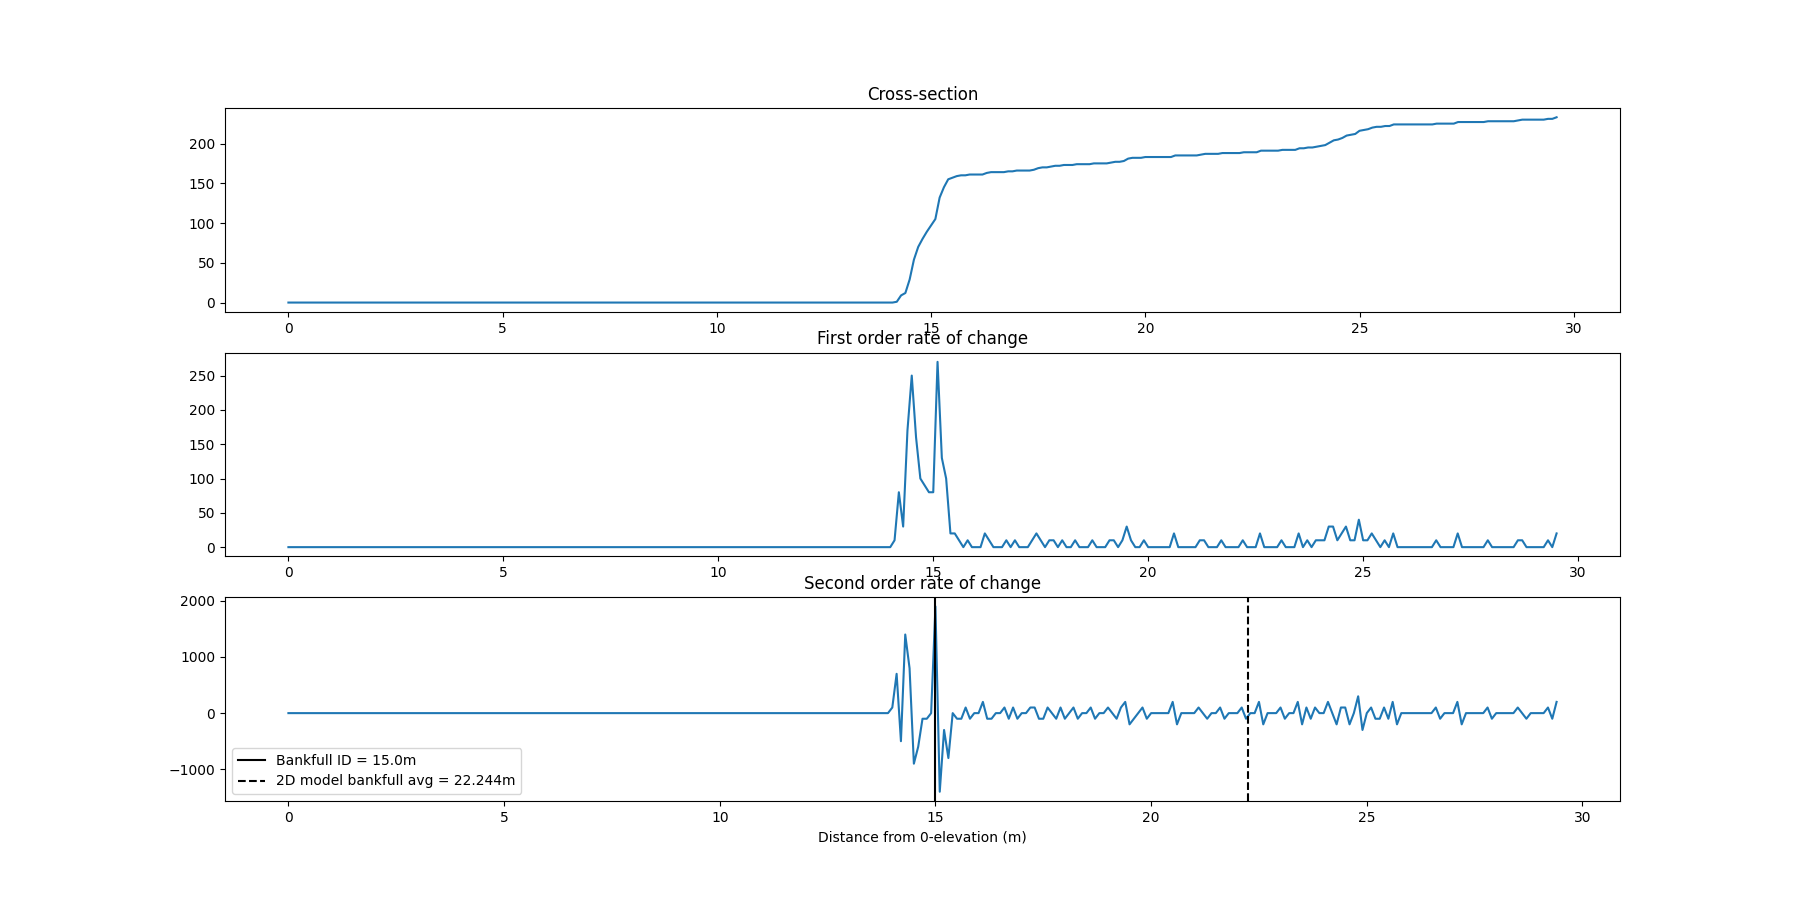 Cross-section
200
150
100
50
0
0 5 10 15 20 25 30
First order rate of change
250
200
150
100
50
0
0 5 10 15 20 25 30
Second order rate of change
2000
1000
0
−1000
Bankfull ID = 15.0m
2D model bankfull avg = 22.244m
0 5 10 15 20 25 30
Distance from 0-elevation (m)